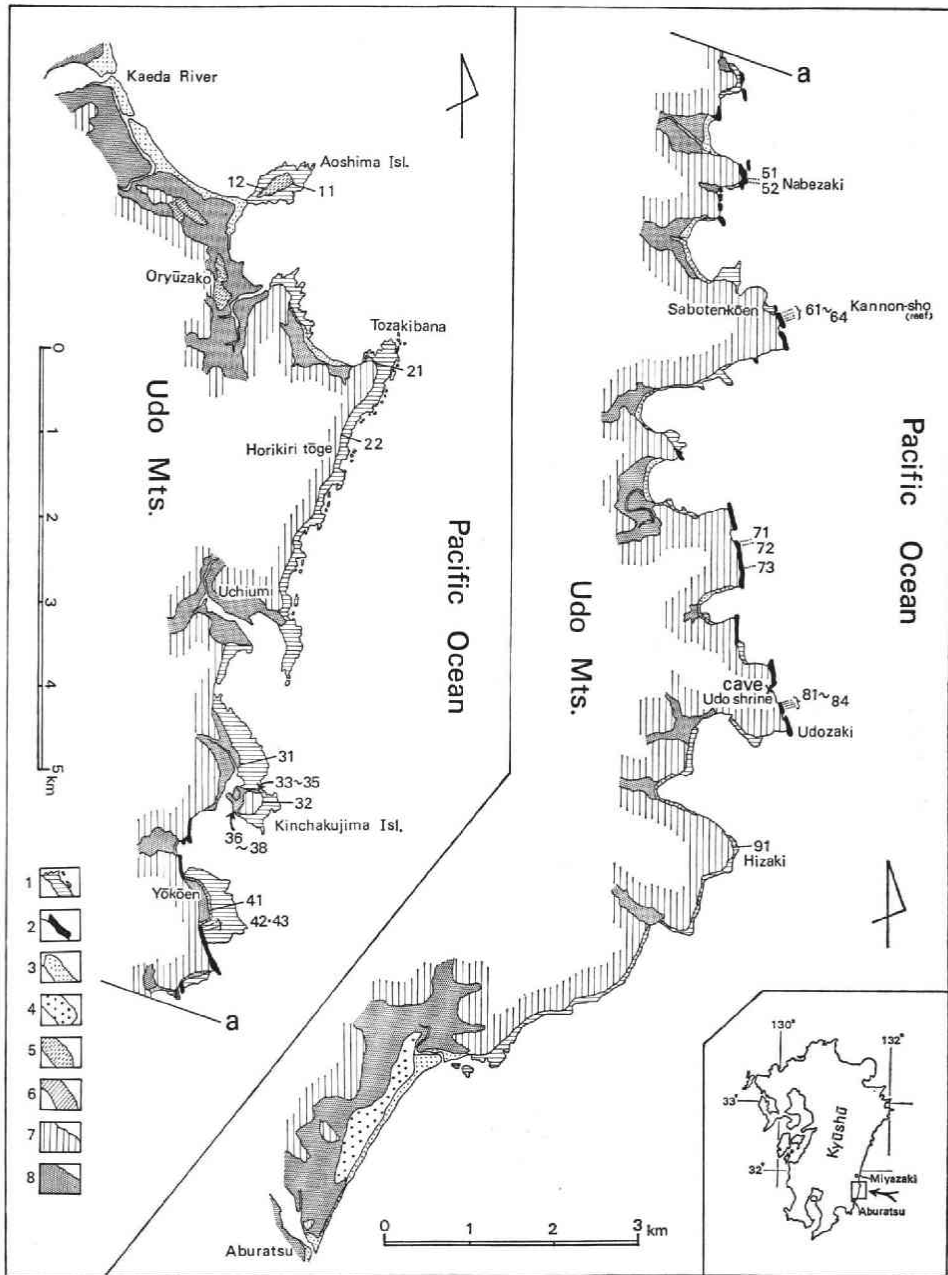 Kaeda River
Aoshima Isl.
12
11
Oryūzako
Tozakibana
21
Udo Mts.
Horikiri tōge
22
Pacific Ocean
Uchiumi
31
33~35
32
Kinchakujima Isl.
36
~38
Yōkōen
41
42·43
a
0
1
2
3
4
5
km
1
2
3
4
5
6
7
8
a
51
52
Nabezaki
Sabotenkōen
61~
64
Kannon-sho
(reef)
Pacific Ocean
71
72
73
Udo Mts.
cave
Udo shrine
81~
84
Udozaki
91
Hizaki
Aburatsu
0 1 2 3 km
130°
132°
33°
32°
Kyūshū
Miyazaki
Aburatsu